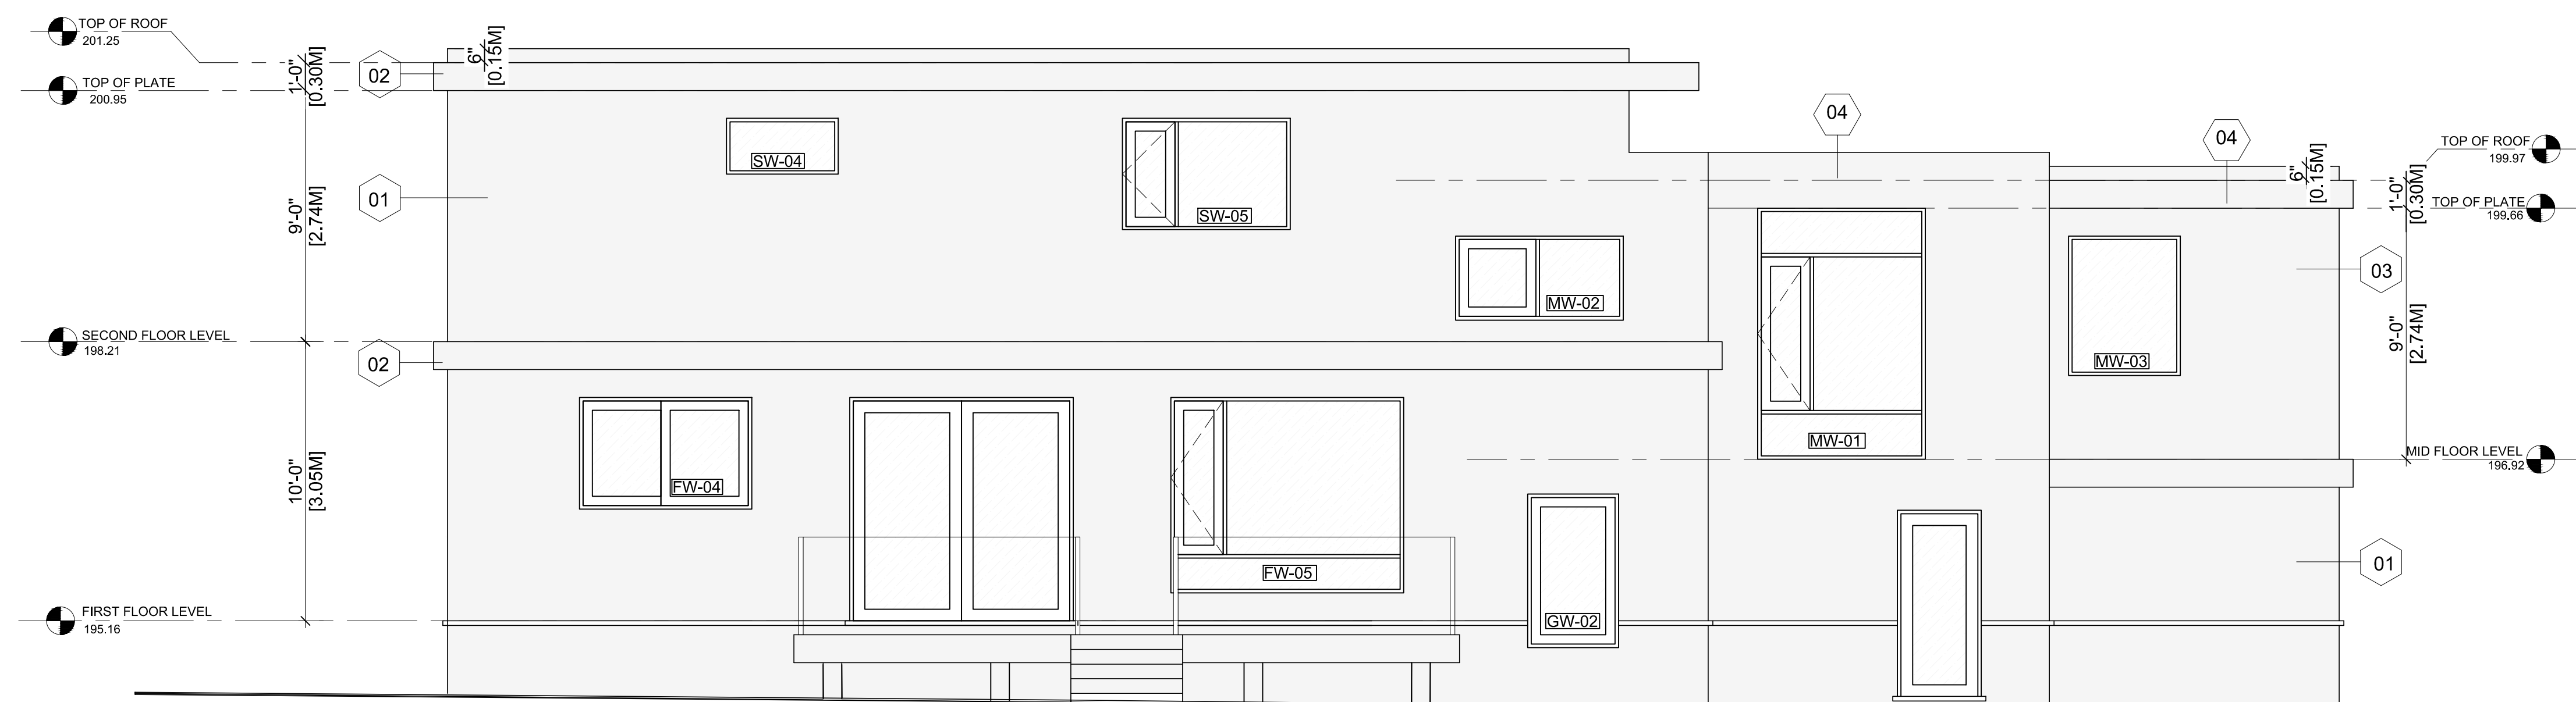 TOP OF ROOF
201.25
TOP OF PLATE
200.95
SECOND FLOOR LEVEL
198.21
FIRST FLOOR LEVEL
195.16
1'-0"
[0.30M]
9'-0"
[2.74M]
10'-0"
[3.05M]
02
01
02
6"
[0.15M]
SW-04
SW-05
MW-02
FW-04
FW-05
GW-02
04
MW-01
04
6"
[0.15M]
MW-03
03
01
1'-0"
[0.30M]
9'-0"
[2.74M]
TOP OF ROOF
199.97
TOP OF PLATE
199.66
MID FLOOR LEVEL
196.92